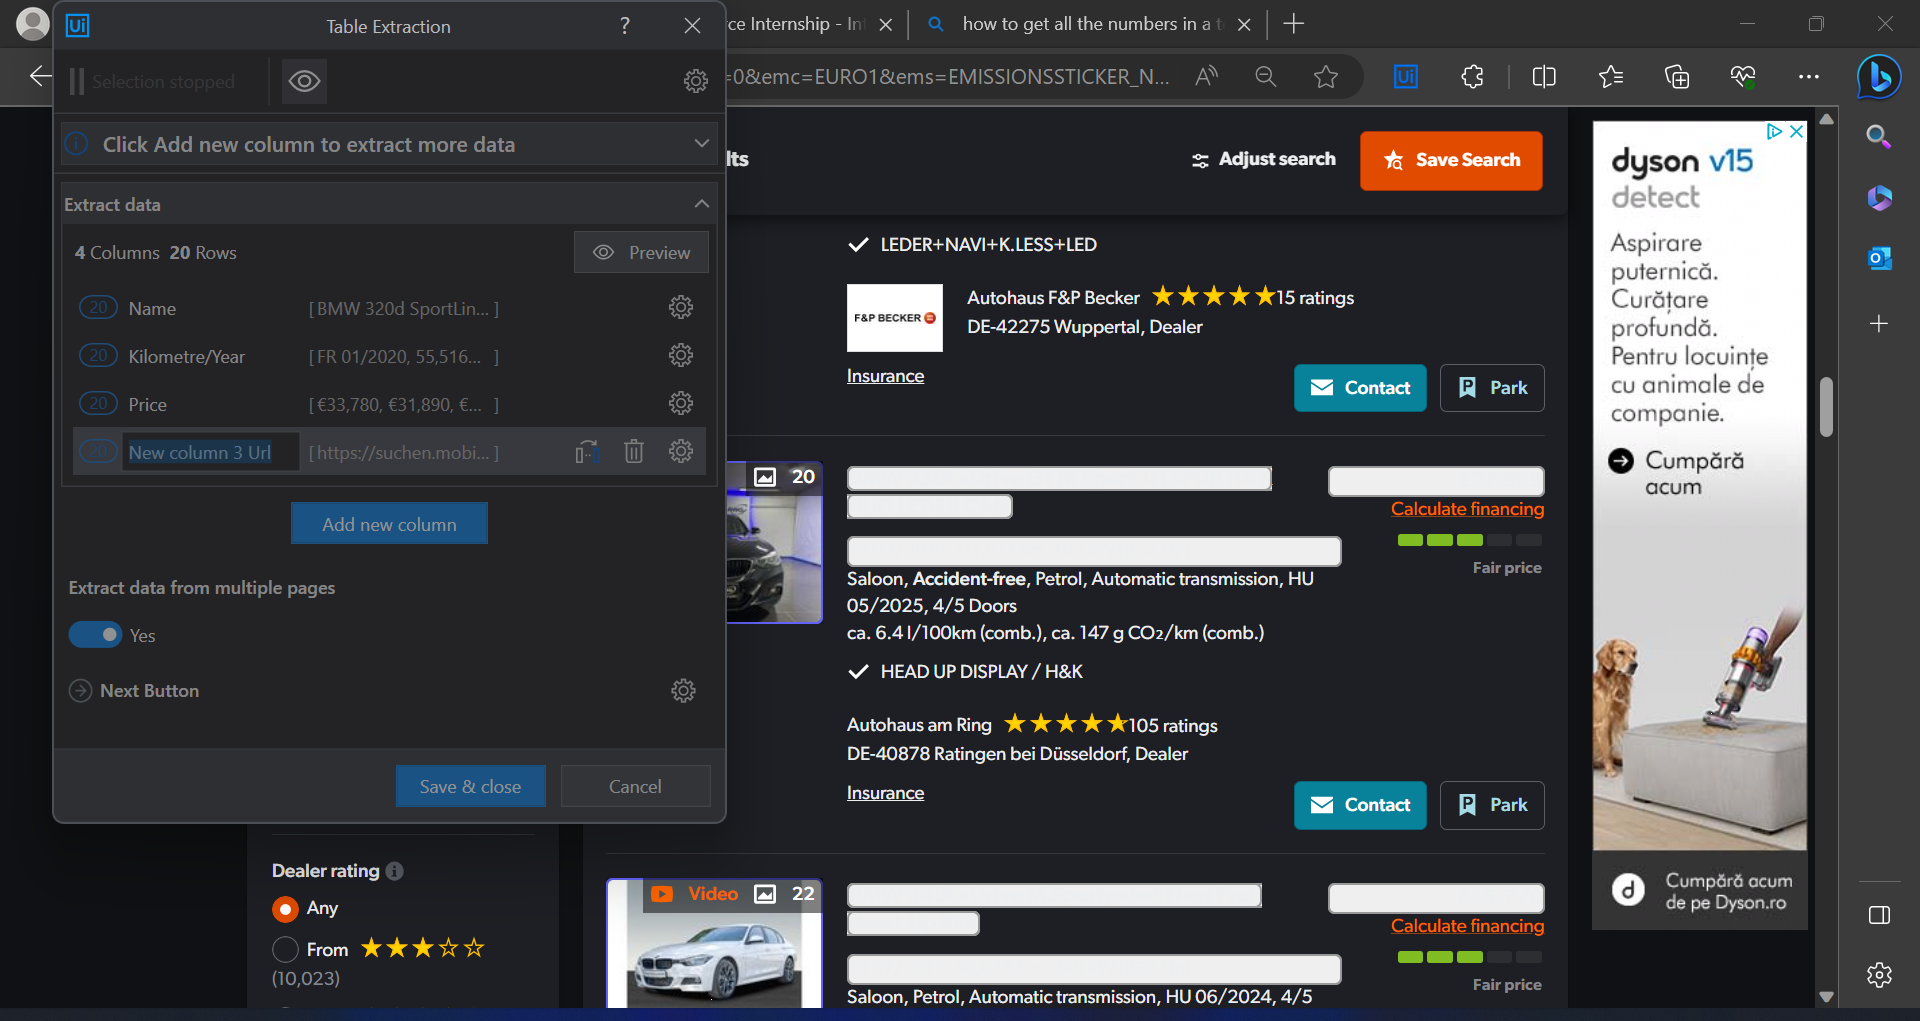 Ui
Table Extraction
?
Selection stopped
Click Add new column to extract more data
Extract data
4 Columns 20 Rows
Preview
20 Name [ BMW 320d SportLin... ]
20 Kilometre/Year [ FR 01/2020, 55,516... ]
20 Price [ €33,780, €31,890, €... ]
20 New column 3 Url [ https://suchen.mobi... ]
Add new column
Extract data from multiple pages
Yes
Next Button
Save & close
Cancel
rce Internship - In
how to get all the numbers in a t
=0&emc=EURO1&ems=EMISSIONSSTICKER_N...
Ui
lts
Adjust search
Save Search
LEDER+NAVI+K.LESS+LED
F&P BECKER
Autohaus F&P Becker 15 ratings
DE-42275 Wuppertal, Dealer
Insurance
Contact
Park
20
Calculate financing
Fair price
Saloon, Accident-free, Petrol, Automatic transmission, HU
05/2025, 4/5 Doors
ca. 6.4 l/100km (comb.), ca. 147 g CO₂/km (comb.)
HEAD UP DISPLAY / H&K
Autohaus am Ring 105 ratings
DE-40878 Ratingen bei Düsseldorf, Dealer
Insurance
Contact
Park
Video 22
Calculate financing
Fair price
Saloon, Petrol, Automatic transmission, HU 06/2024, 4/5
Dealer rating
Any
From
(10,023)
dyson v15
detect
Aspirare
puternică.
Curățare
profundă.
Pentru locuințe
cu animale de
companie.
Cumpără
acum
Cumpără acum
de pe Dyson.ro